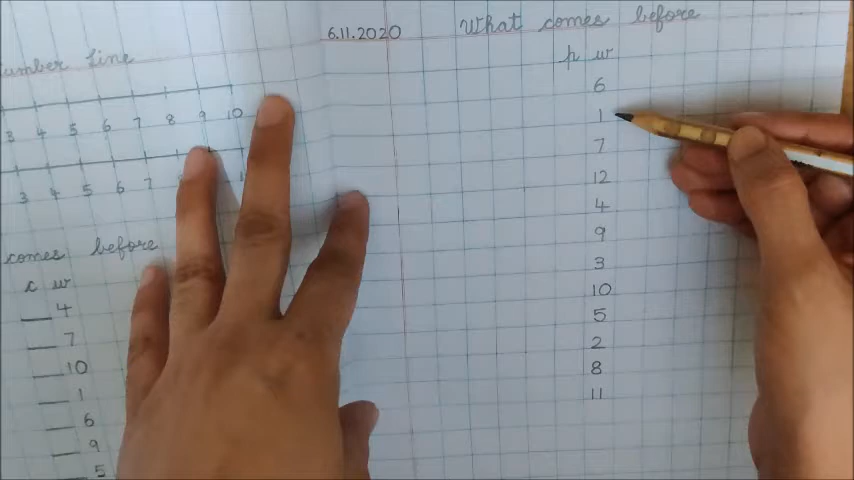 umber line
3 4 5 6 7 8 9 10
3 4 5 6 7
comes before
c w
4
7
10
1
6
9
5
6.11.2020 What comes before
p w
6
1
7
12
4
9
3
10
5
2
8
11